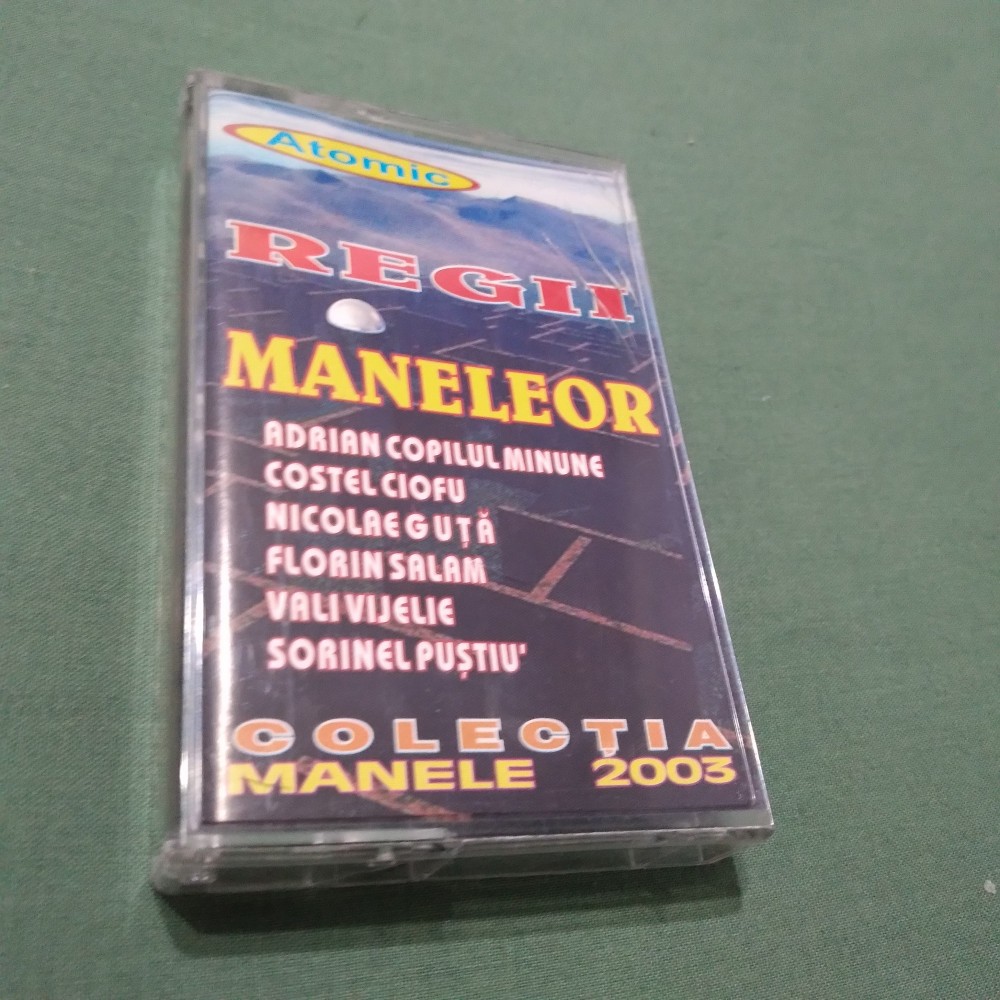 Atomic
REGII
MANELEOR
ADRIAN COPILUL MINUNE
COSTEL CIOFU
NICOLAE GUȚĂ
FLORIN SALAM
VALI VIJELIE
SORINEL PUȘTIU'
COLECȚIA
MANELE 2003